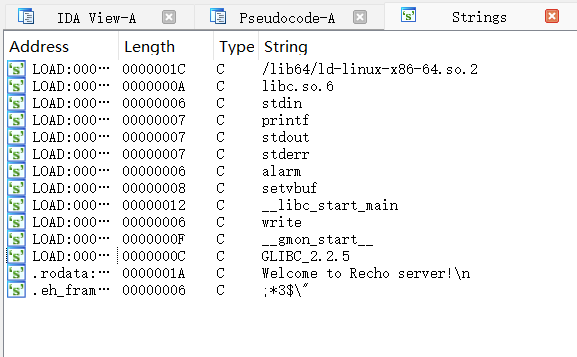 IDA View-A Pseudocode-A Strings
Address Length Type String
LOAD:000… 0000001C C /lib64/ld-linux-x86-64.so.2
LOAD:000… 0000000A C libc.so.6
LOAD:000… 00000006 C stdin
LOAD:000… 00000007 C printf
LOAD:000… 00000007 C stdout
LOAD:000… 00000007 C stderr
LOAD:000… 00000006 C alarm
LOAD:000… 00000008 C setvbuf
LOAD:000… 00000012 C __libc_start_main
LOAD:000… 00000006 C write
LOAD:000… 0000000F C __gmon_start__
LOAD:000… 0000000C C GLIBC_2.2.5
.rodata:… 0000001A C Welcome to Recho server!\n
.eh_fram… 00000006 C ;*3$\"